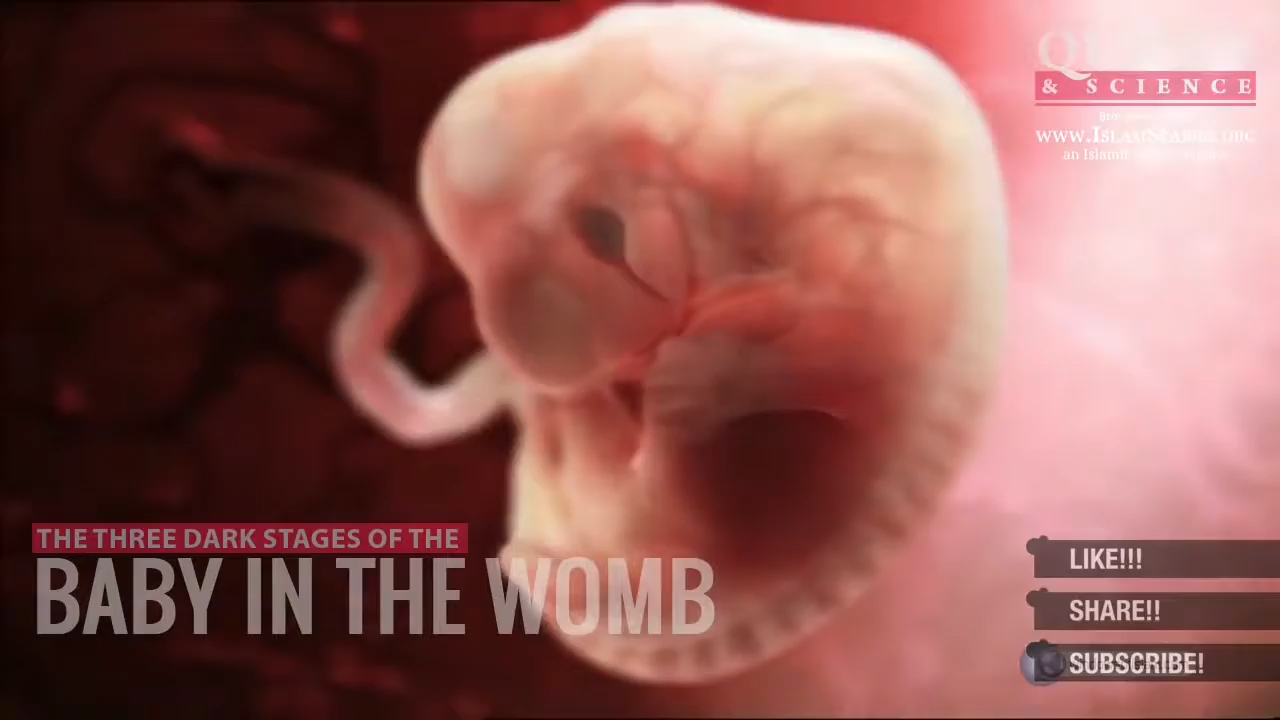 & SCIENCE
THE THREE DARK STAGES OF THE
BABY IN THE WOMB
LIKE!!!
SHARE!!
SUBSCRIBE!